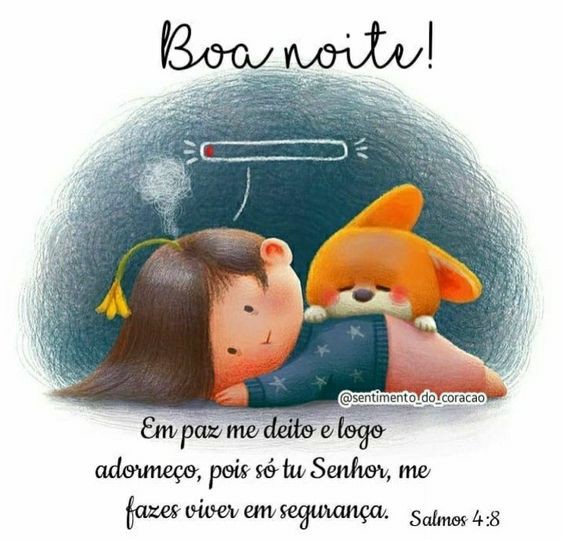 Boa noite!
@sentimento_do_coracao
Em paz me deito e logo
adormeço, pois só tu Senhor, me
fazes viver em segurança.
Salmos 4:8